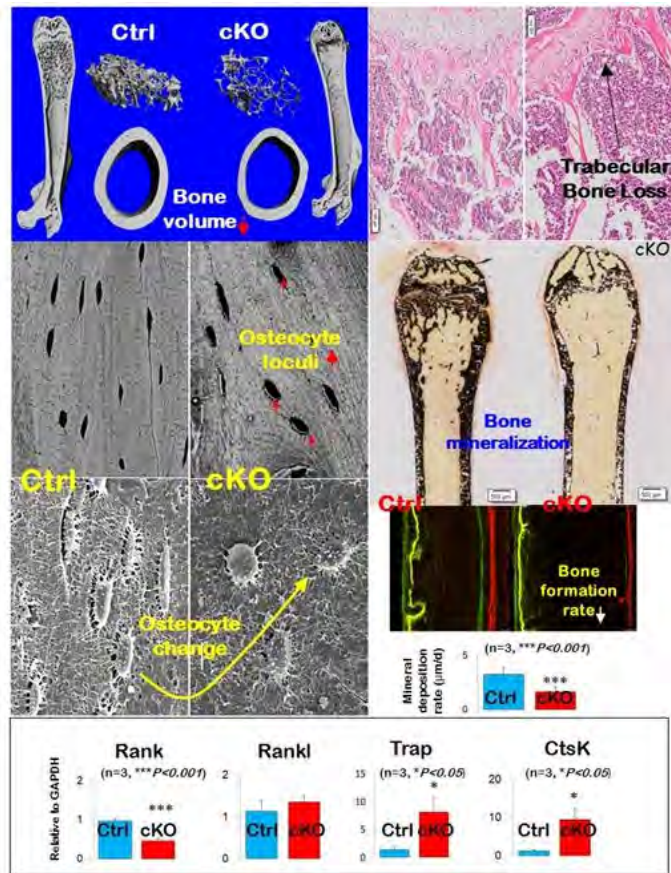 Ctrl cKO
Bone
volume
Trabecular
Bone Loss
cKO
Osteocyte
loculi
Bone
mineralization
500 µm
500 µm
Ctrl cKO
Ctrl cKO
Bone
formation
rate
Osteocyte
change
(n=3, ***P<0.001)
Mineral
deposition
rate (µm/d)
5
0
Ctrl
***
cKO
Rank
(n=3, ***P<0.001)
Relative to GAPDH
2
1
0
Ctrl
***
cKO
Rankl
2
1
0
Ctrl cKO
Trap
(n=3, *P<0.05)
15
10
5
0
*
Ctrl cKO
CtsK
(n=3, *P<0.05)
20
10
0
*
Ctrl cKO